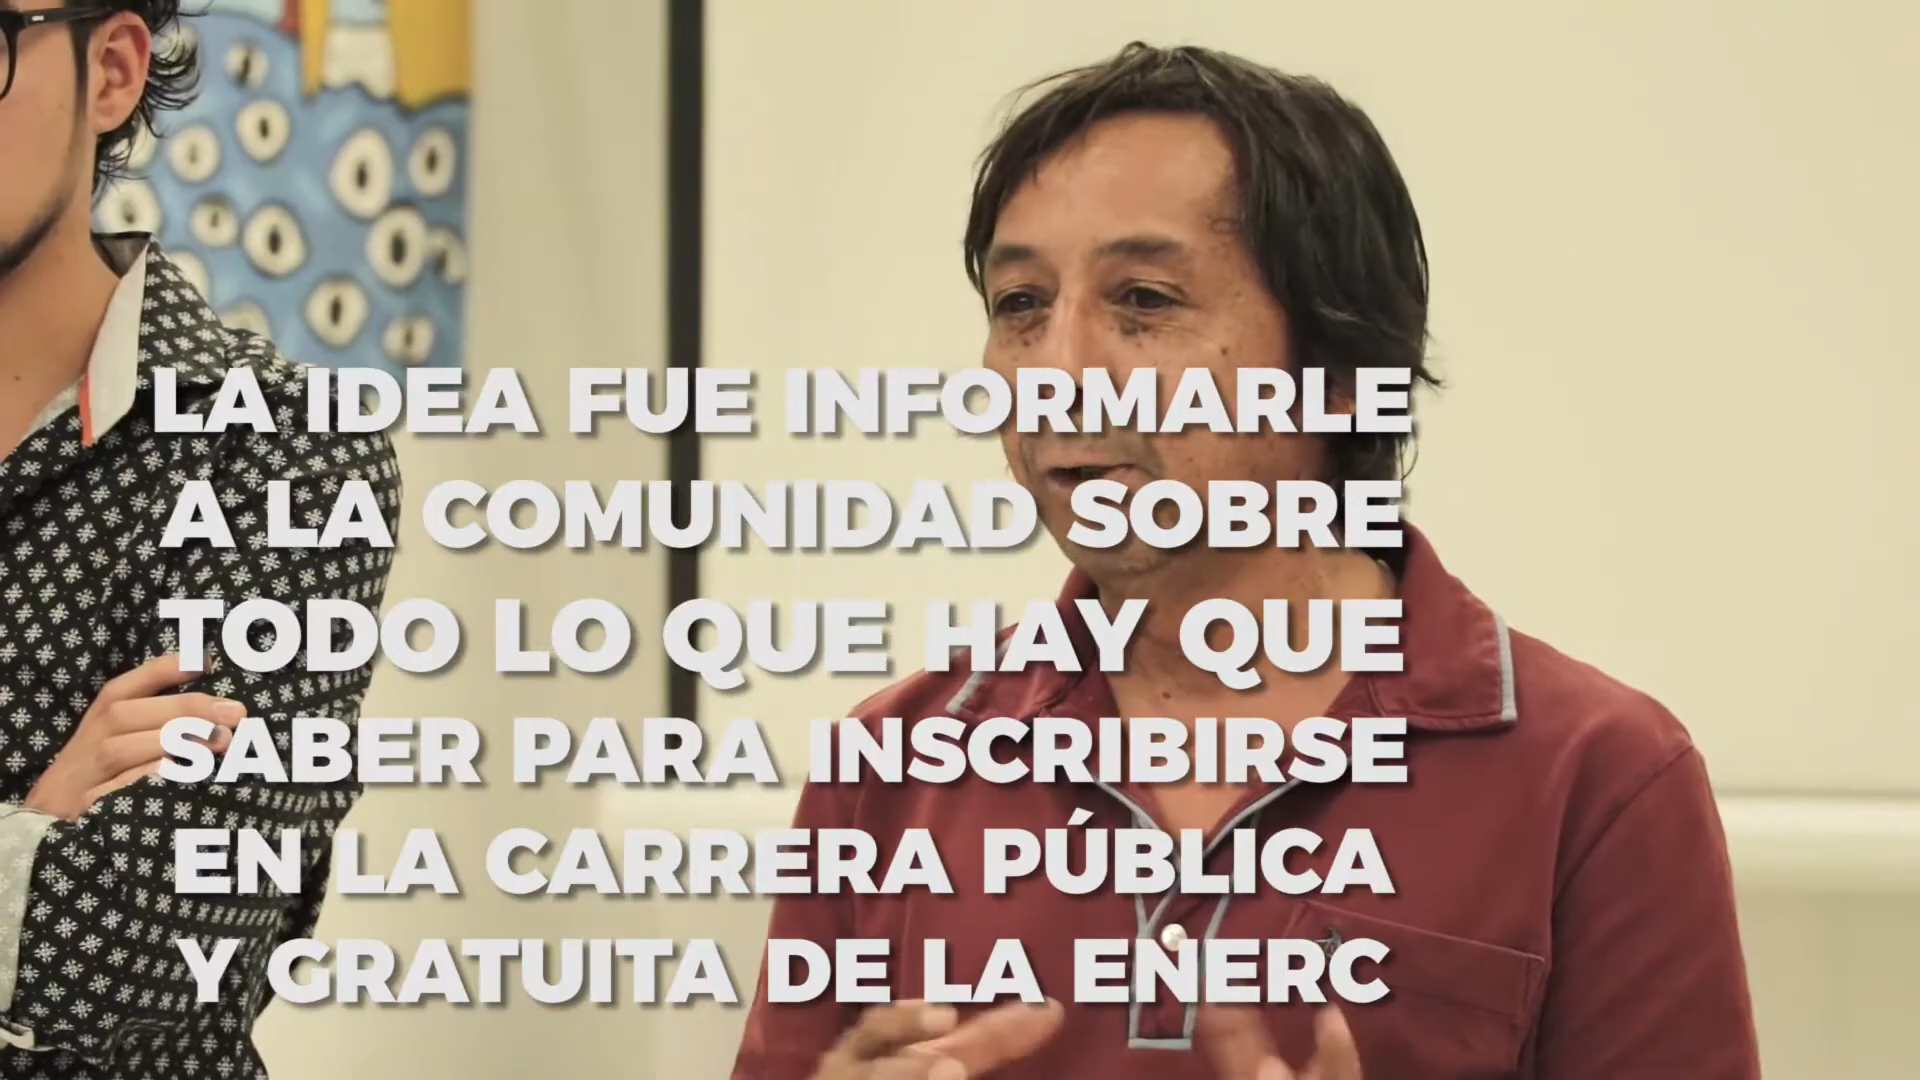 LA IDEA FUE INFORMARLE
A LA COMUNIDAD SOBRE
TODO LO QUE HAY QUE
SABER PARA INSCRIBIRSE
EN LA CARRERA PÚBLICA
Y GRATUITA DE LA ENERC